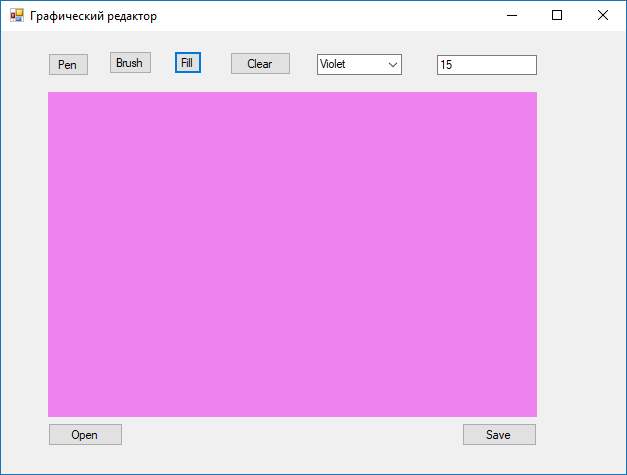 Графический редактор
Pen Brush Fill Clear Violet 15
Open Save